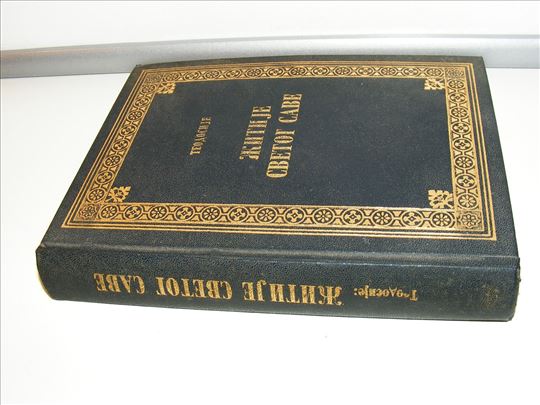 ТЕОДОСИЈЕ
ЖИТИЈЕ
СВЕТОГ САВЕ
Теодосије: ЖИТИЈЕ СВЕТОГ САВЕ